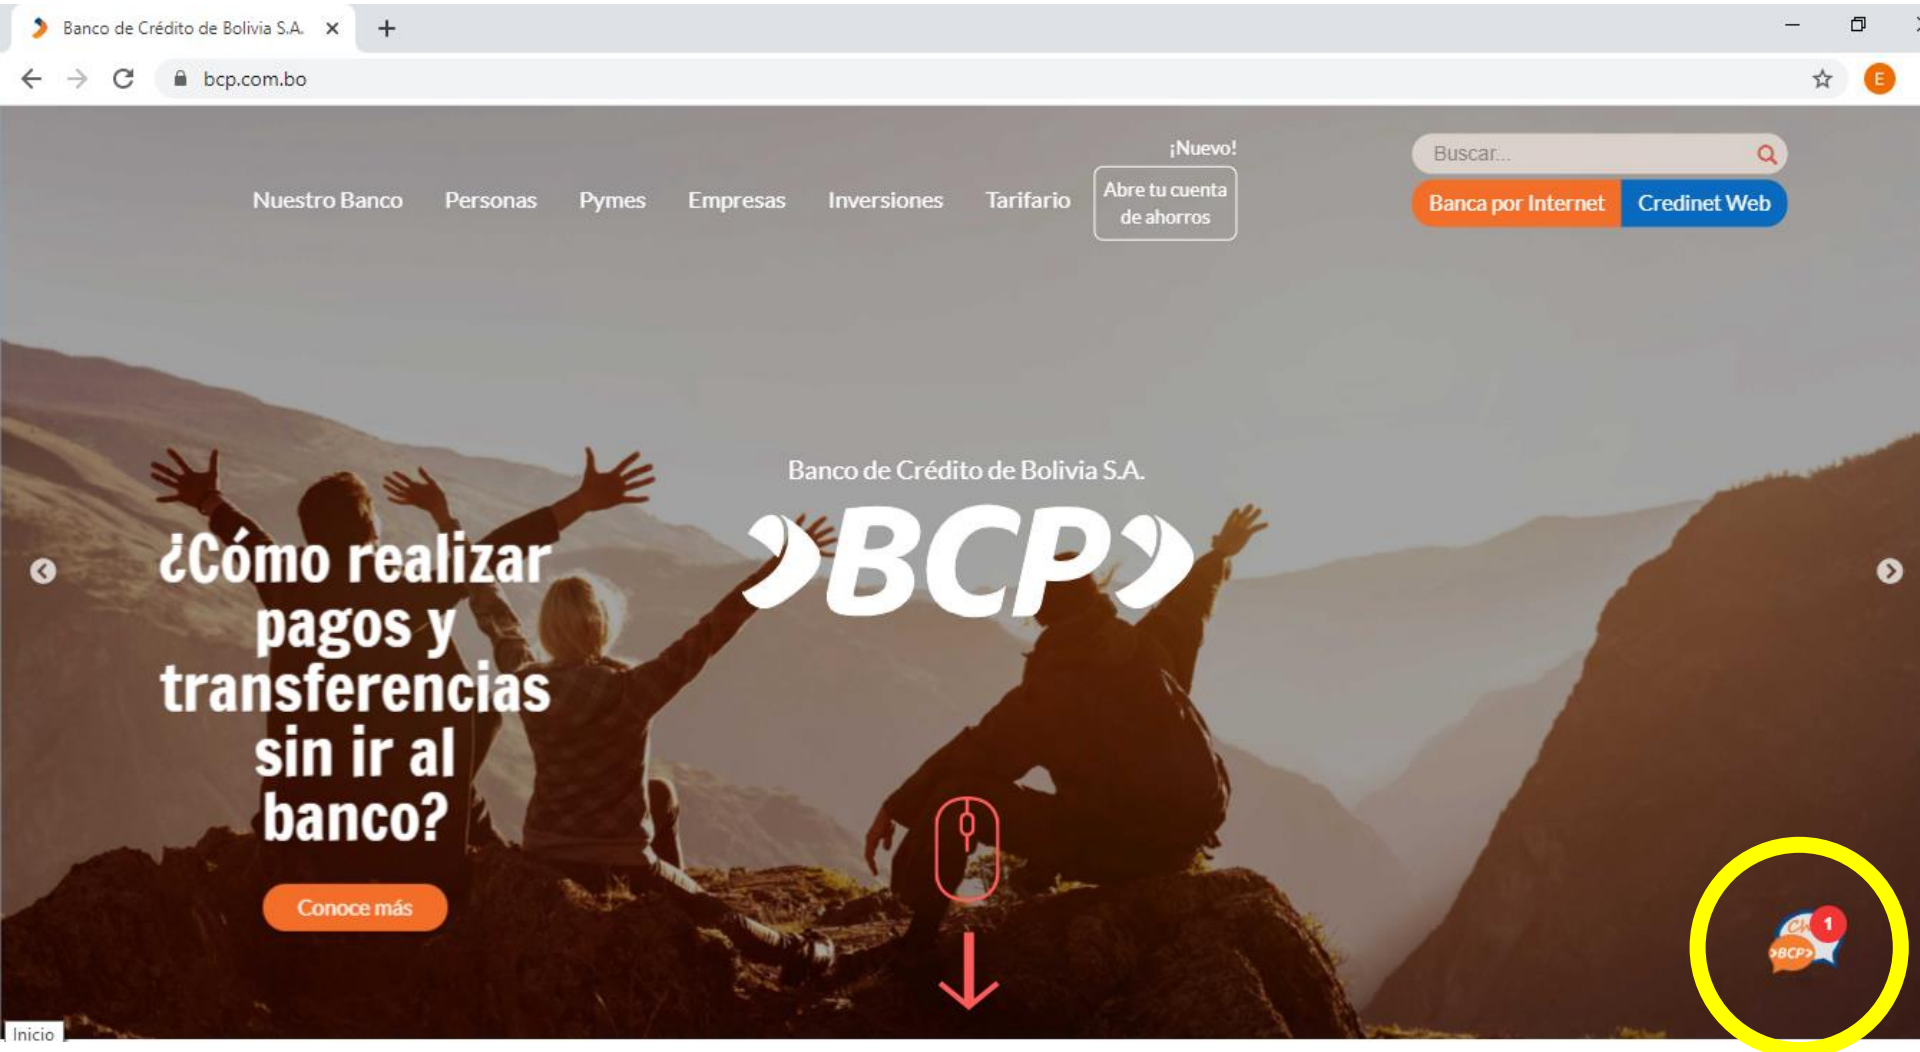 Banco de Crédito de Bolivia S.A.
bcp.com.bo
E
¡Nuevo!
Buscar...
Nuestro Banco Personas Pymes Empresas Inversiones Tarifario
Abre tu cuenta
de ahorros
Banca por Internet Credinet Web
Banco de Crédito de Bolivia S.A.
BCP
¿Cómo realizar
pagos y
transferencias
sin ir al
banco?
Conoce más
1
BCP
Inicio